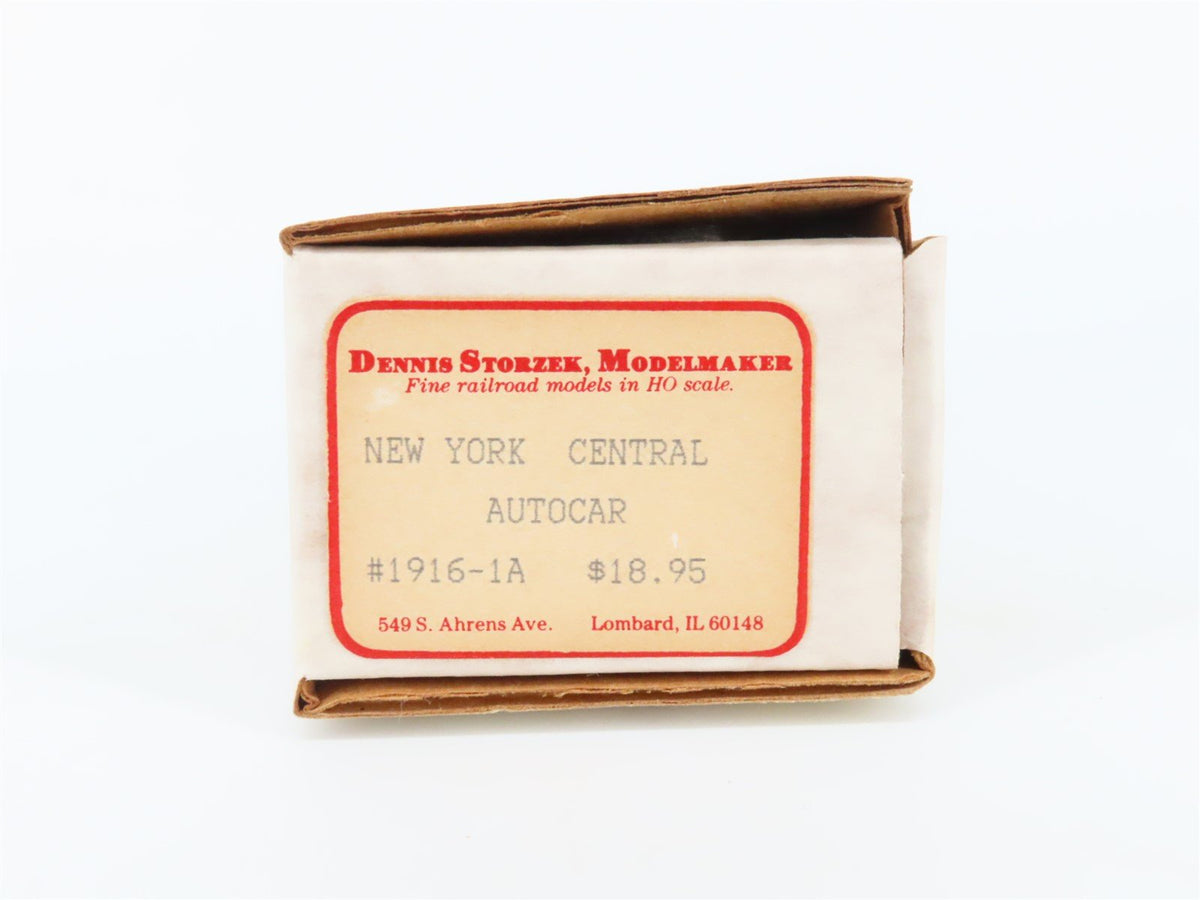 DENNIS STORZEK, MODELMAKER
Fine railroad models in HO scale.
NEW YORK CENTRAL
AUTOCAR
#1916-1A $18.95
549 S. Ahrens Ave. Lombard, IL 60148